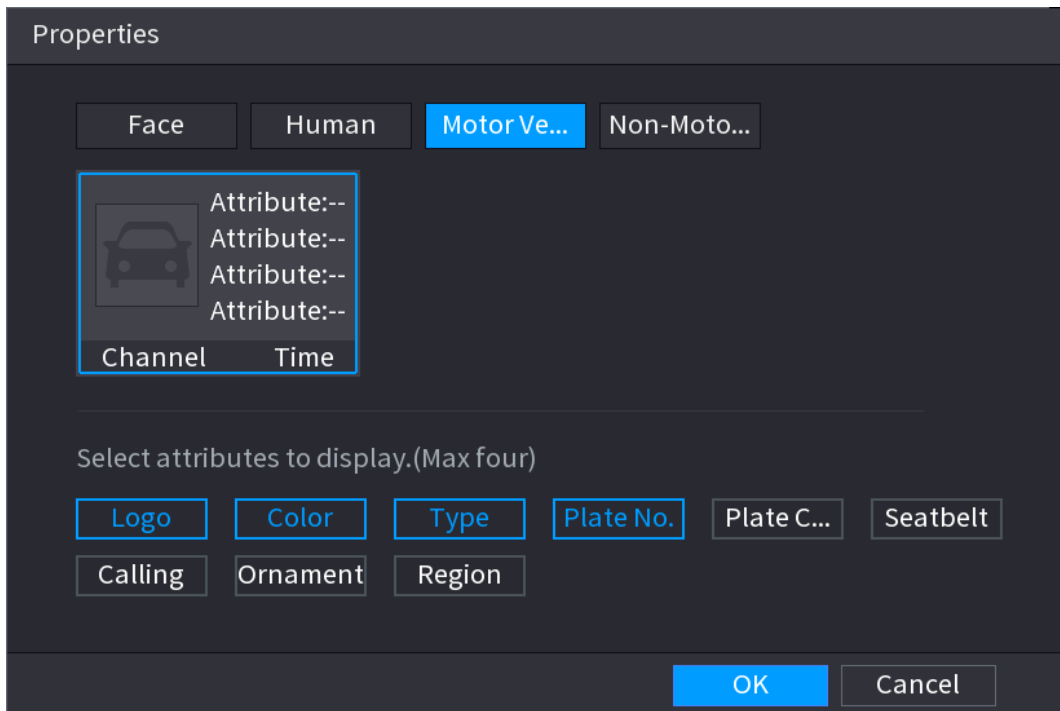 Properties
Face Human Motor Ve... Non-Moto...
Attribute:--
Attribute:--
Attribute:--
Attribute:--
Channel Time
Select attributes to display.(Max four)
Logo Color Type Plate No. Plate C... Seatbelt
Calling Ornament Region
OK Cancel